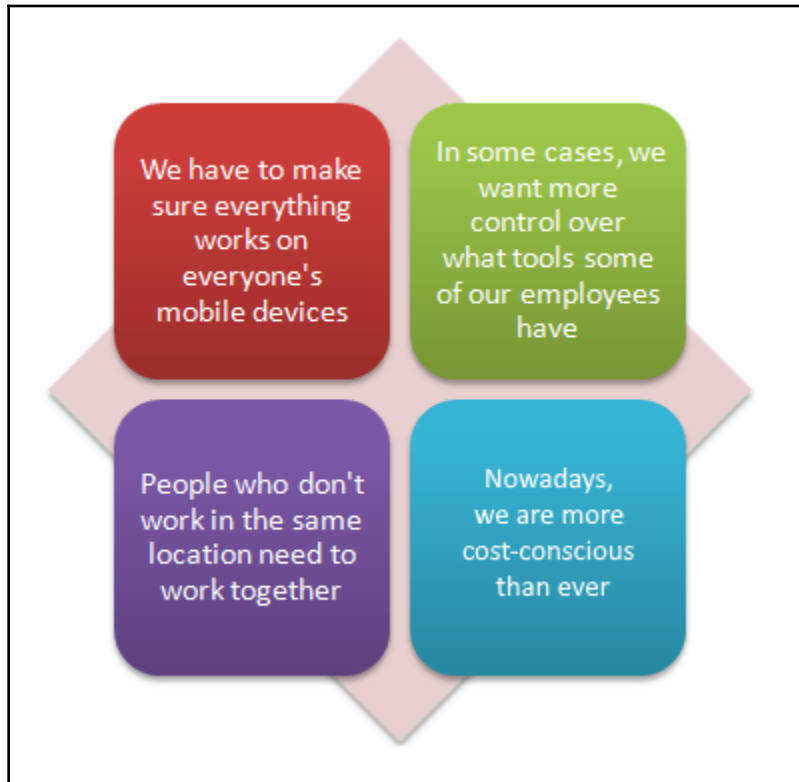 We have to make
sure everything
works on
everyone's
mobile devices
In some cases, we
want more
control over
what tools some
of our employees
have
People who don't
work in the same
location need to
work together
Nowadays,
we are more
cost-conscious
than ever